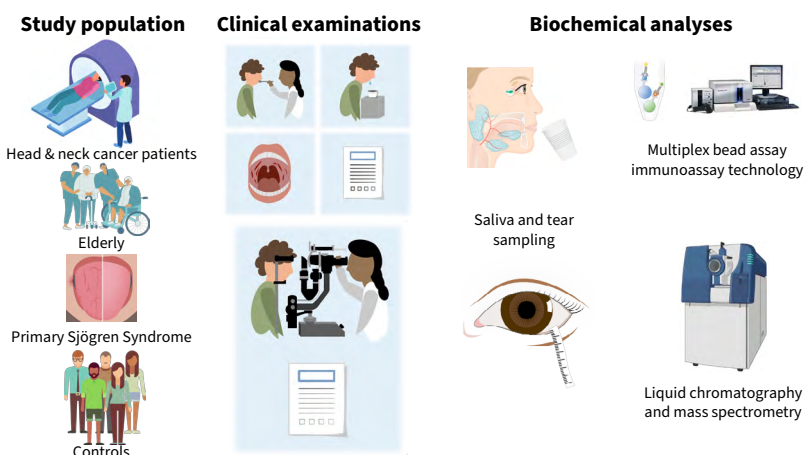 Study population
Clinical examinations
Biochemical analyses
Head & neck cancer patients
Elderly
Primary Sjögren Syndrome
Controls
Saliva and tear
sampling
Multiplex bead assay
immunoassay technology
Liquid chromatography
and mass spectrometry